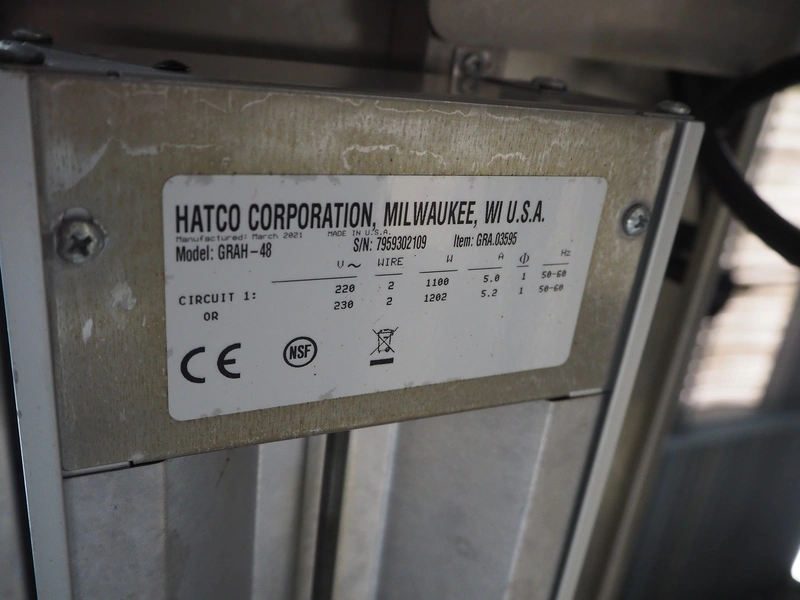 HATCO CORPORATION, MILWAUKEE, WI U.S.A.
Manufactured: March 2021 MADE IN U.S.A.
Model: GRAH-48 S/N: 7959302109 Item: GRA.03595
V~ WIRE W A Φ Hz
CIRCUIT 1: 220 2 1100 5.0 1 50-60
OR 230 2 1202 5.2 1 50-60
CE NSF